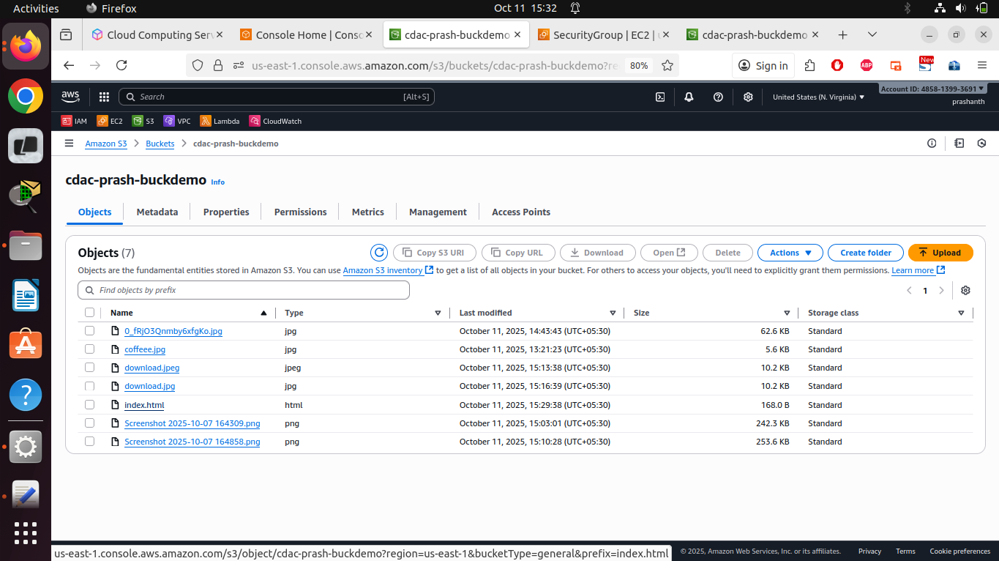 Activities Firefox Oct 11 15:32
Cloud Computing Serv Console Home | Conso cdac-prash-buckdemo SecurityGroup | EC2 | u cdac-prash-buckdemo
us-east-1.console.aws.amazon.com/s3/buckets/cdac-prash-buckdemo?re 80% Sign in ABP New
aws Search [Alt+S] United States (N. Virginia) Account ID: 4858-1399-3691
prashanth
IAM EC2 S3 VPC Lambda CloudWatch
Amazon S3 Buckets cdac-prash-buckdemo
cdac-prash-buckdemo Info
Objects Metadata Properties Permissions Metrics Management Access Points
Objects (7) Copy S3 URI Copy URL Download Open Delete Actions Create folder Upload
Objects are the fundamental entities stored in Amazon S3. You can use Amazon S3 inventory to get a list of all objects in your bucket. For others to access your objects, you'll need to explicitly grant them permissions. Learn more
Find objects by prefix 1
Name Type Last modified Size Storage class
0_fRjO3Qnmby6xfgKo.jpg jpg October 11, 2025, 14:43:43 (UTC+05:30) 62.6 KB Standard
coffeee.jpg jpg October 11, 2025, 13:21:23 (UTC+05:30) 5.6 KB Standard
download.jpeg jpeg October 11, 2025, 15:13:38 (UTC+05:30) 10.2 KB Standard
download.jpg jpg October 11, 2025, 15:16:39 (UTC+05:30) 10.2 KB Standard
index.html html October 11, 2025, 15:29:38 (UTC+05:30) 168.0 B Standard
Screenshot 2025-10-07 164309.png png October 11, 2025, 15:03:01 (UTC+05:30) 242.3 KB Standard
Screenshot 2025-10-07 164858.png png October 11, 2025, 15:10:28 (UTC+05:30) 253.6 KB Standard
us-east-1.console.aws.amazon.com/s3/object/cdac-prash-buckdemo?region=us-east-1&bucketType=general&prefix=index.html © 2025, Amazon Web Services, Inc. or its affiliates. Privacy Terms Cookie preferences